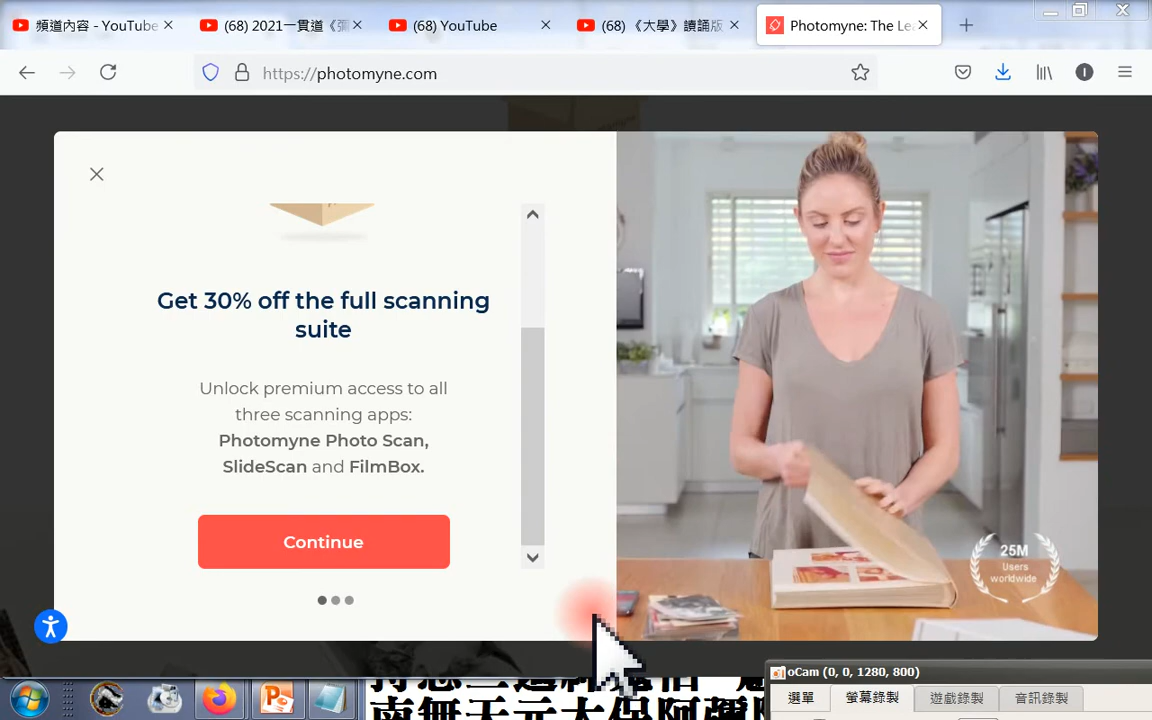 頻道內容 - YouTube
(68) 2021一貫道《彌
(68) YouTube
(68) 《大學》讀誦版
Photomyne: The Le
https://photomyne.com
I
Get 30% off the full scanning
suite
Unlock premium access to all
three scanning apps:
Photomyne Photo Scan,
SlideScan and FilmBox.
Continue
25M
Users
worldwide
oCam (0, 0, 1280, 800)
選單
螢幕錄製
遊戲錄製
音訊錄製